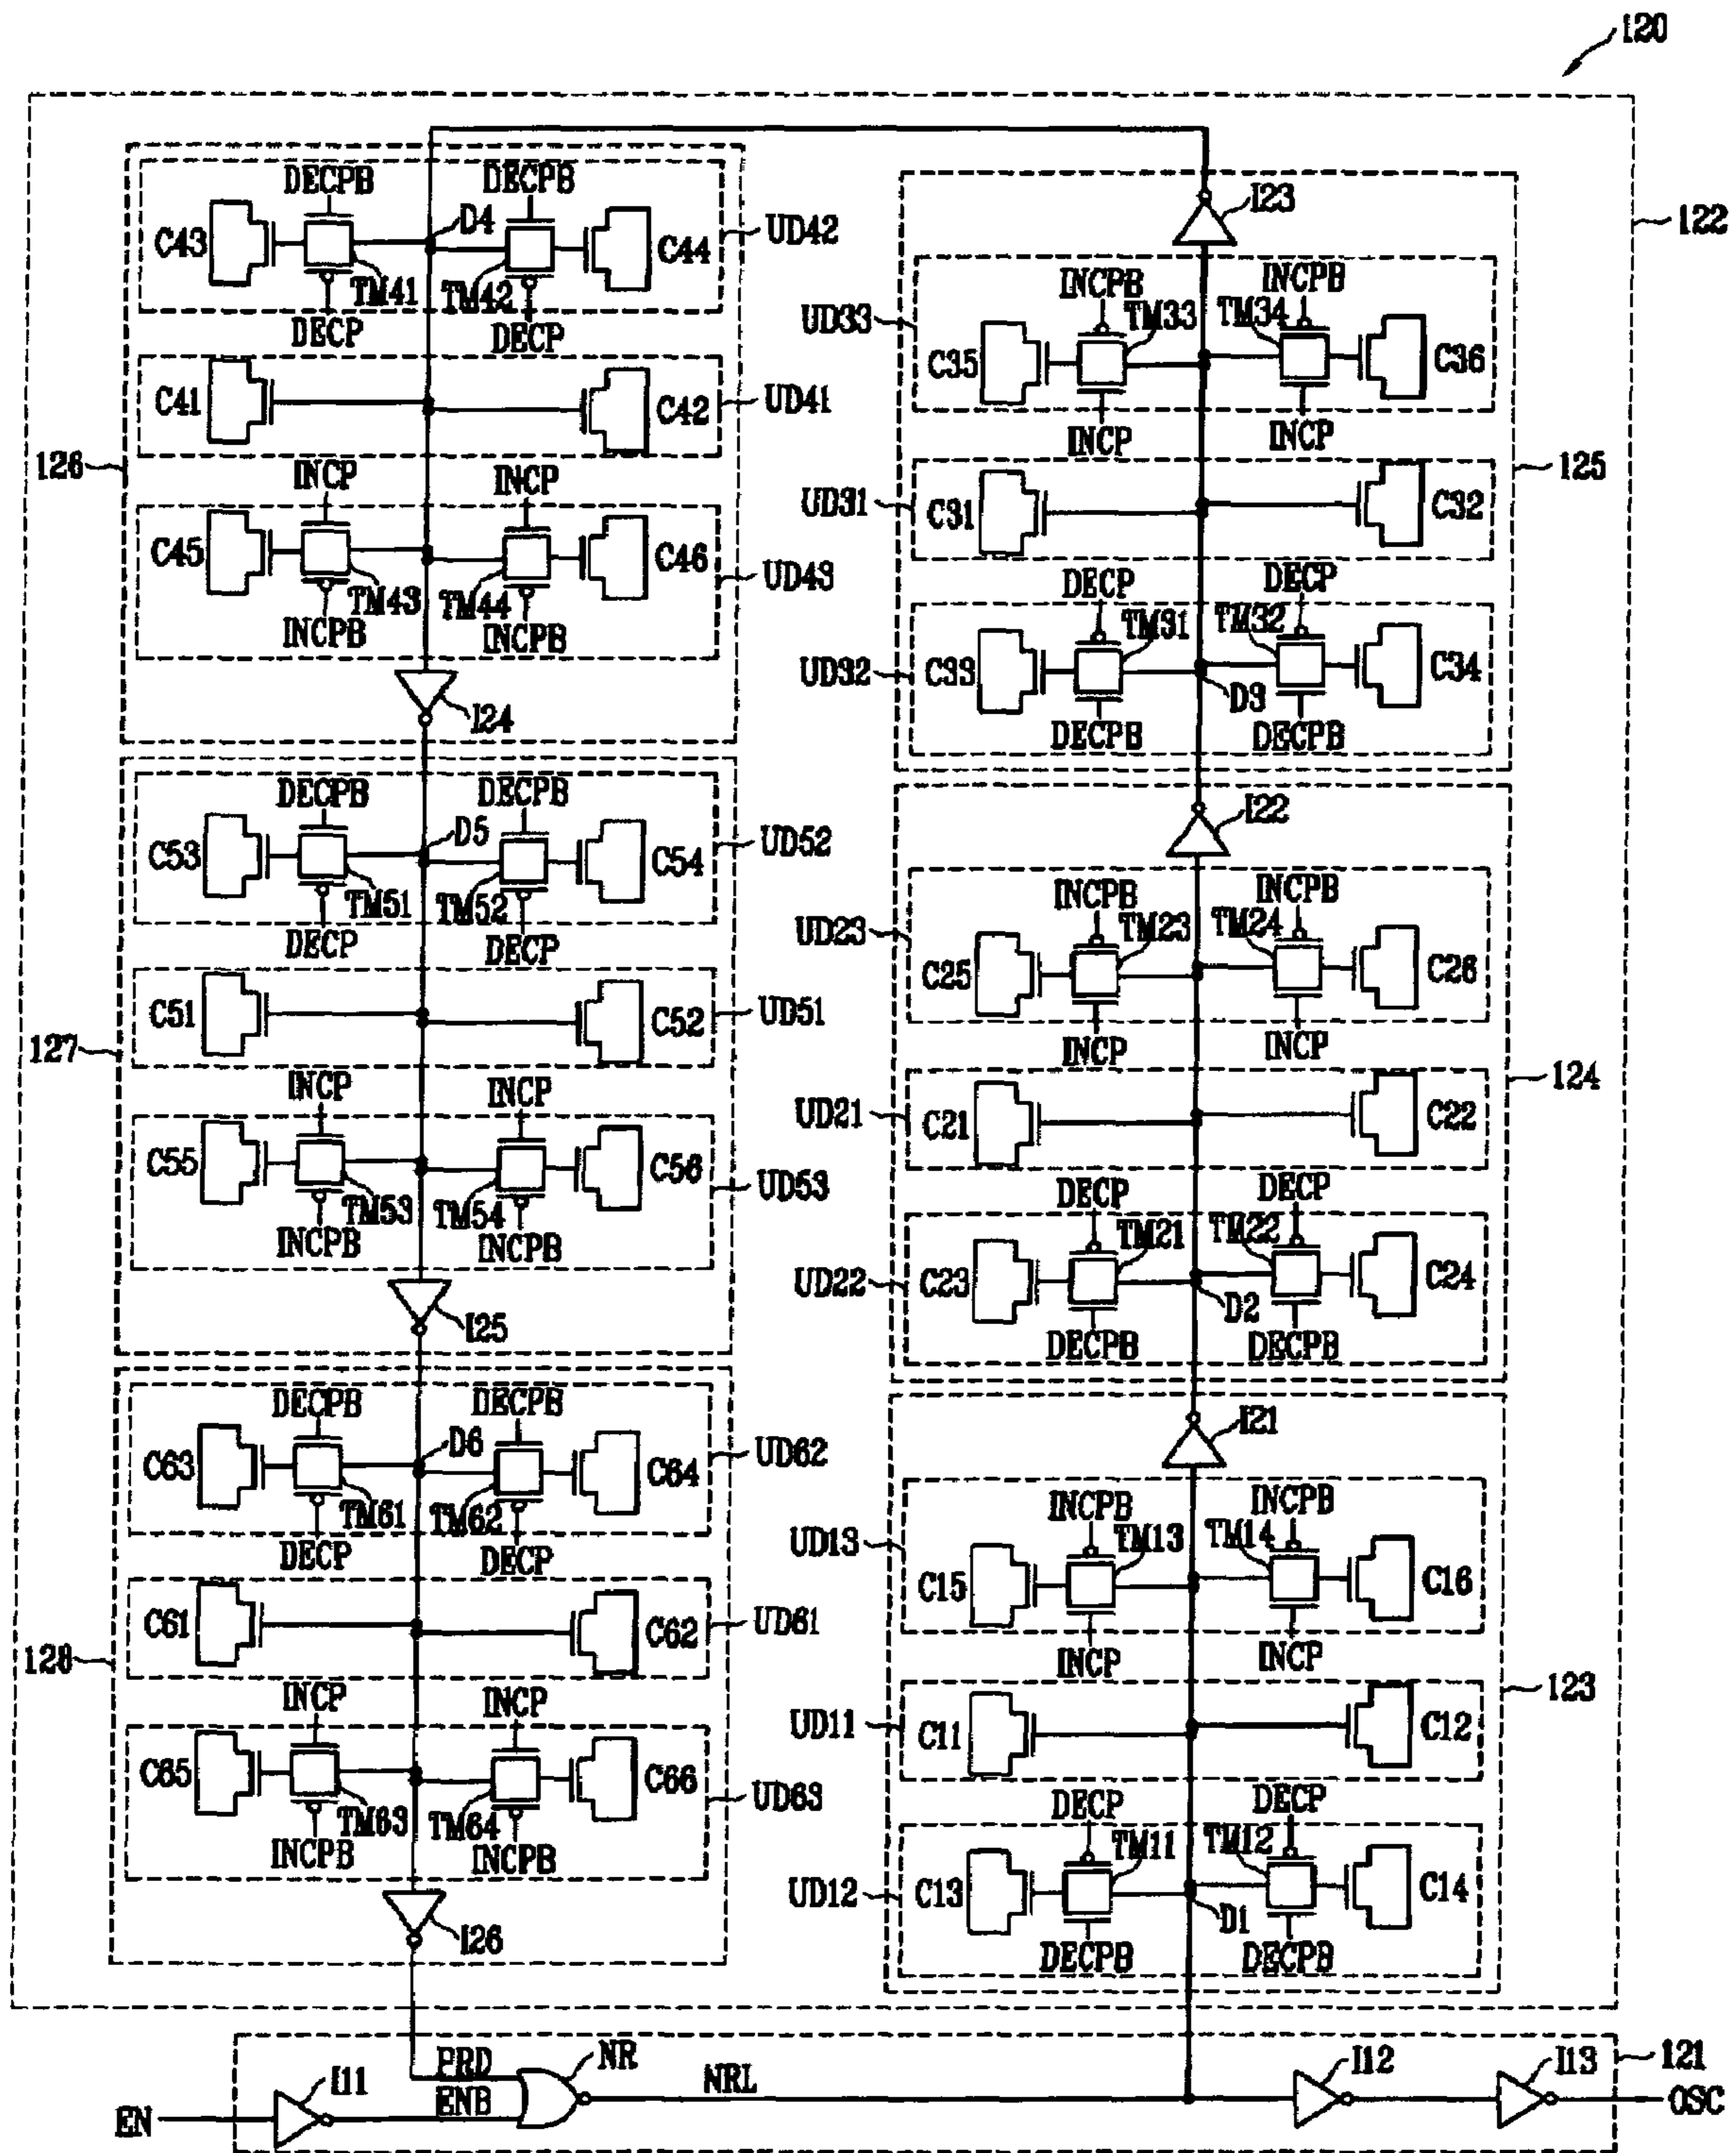 120
122
DECPB DECPB
C43 D4 C44 UD42
TM41 TM42
DECP DECP
C41 C42 UD41
126
INCP INCP
C45 C46 UD43
TM43 TM44
INCPB INCPB
I24
DECPB DECPB
C53 D5 C54 UD52
TM51 TM52
DECP DECP
C51 C52 UD51
127
INCP INCP
C55 C56 UD53
TM53 TM54
INCPB INCPB
I25
DECPB DECPB
C63 D6 C64 UD62
TM61 TM62
DECP DECP
C61 C62 UD61
128
INCP INCP
C65 C66 UD63
TM63 TM64
INCPB INCPB
I26
I23
INCPB INCPB
UD33 TM33 TM34
C35 C36
INCP INCP
125
UD31 C31 C32
DECP DECP
TM31 TM32
UD32 C33 C34
D3
DECPB DECPB
I22
INCPB INCPB
UD23 TM23 TM24
C25 C26
INCP INCP
124
UD21 C21 C22
DECP DECP
TM21 TM22
UD22 C23 C24
D2
DECPB DECPB
I21
INCPB INCPB
UD13 TM13 TM14
C15 C16
INCP INCP
123
UD11 C11 C12
DECP DECP
TM11 TM12
UD12 C13 C14
D1
DECPB DECPB
PRD NR I12 I13 121
I11 NRL
EN ENB OSC